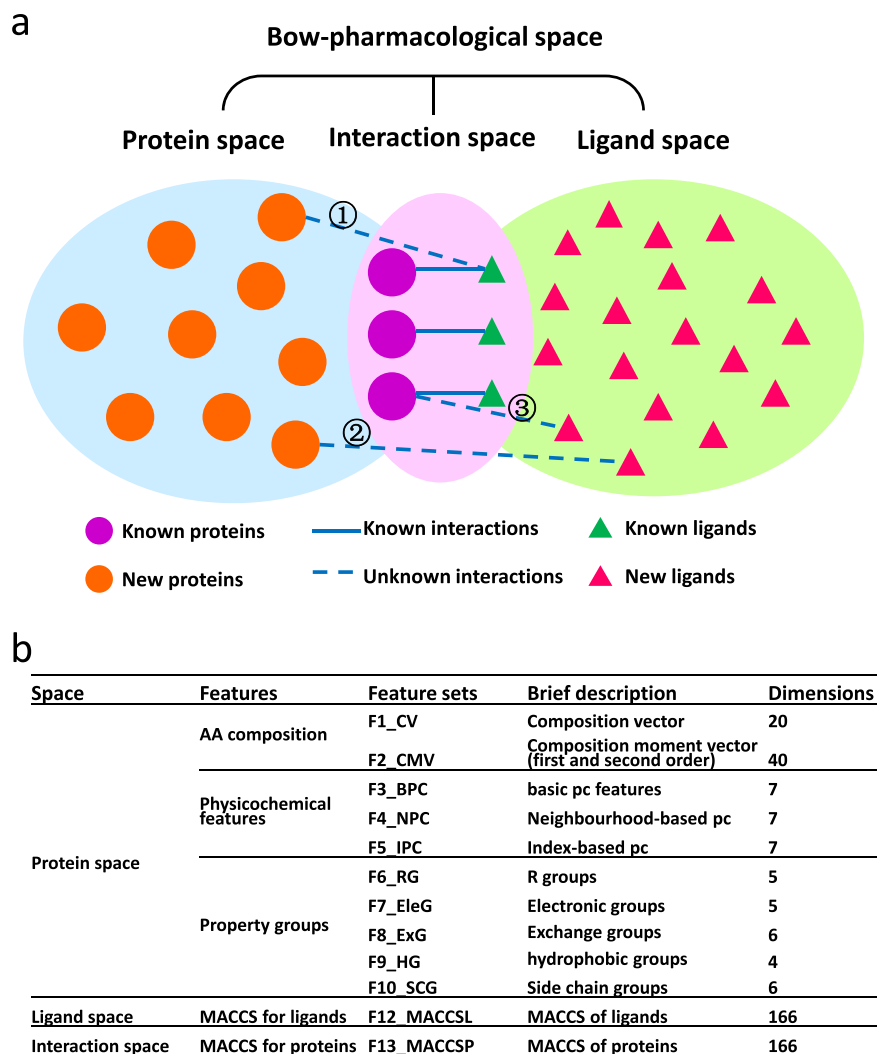 a
Bow-pharmacological space
Protein space Interaction space Ligand space
①
③
②
Known proteins Known interactions Known ligands
New proteins Unknown interactions New ligands
b
Space Features Feature sets Brief description Dimensions
Protein space
AA composition
F1_CV Composition vector 20
F2_CMV Composition moment vector
(first and second order) 40
Physicochemical
features
F3_BPC basic pc features 7
F4_NPC Neighbourhood-based pc 7
F5_IPC Index-based pc 7
Property groups
F6_RG R groups 5
F7_EleG Electronic groups 5
F8_ExG Exchange groups 6
F9_HG hydrophobic groups 4
F10_SCG Side chain groups 6
Ligand space MACCS for ligands F12_MACCSL MACCS of ligands 166
Interaction space MACCS for proteins F13_MACCSP MACCS of proteins 166